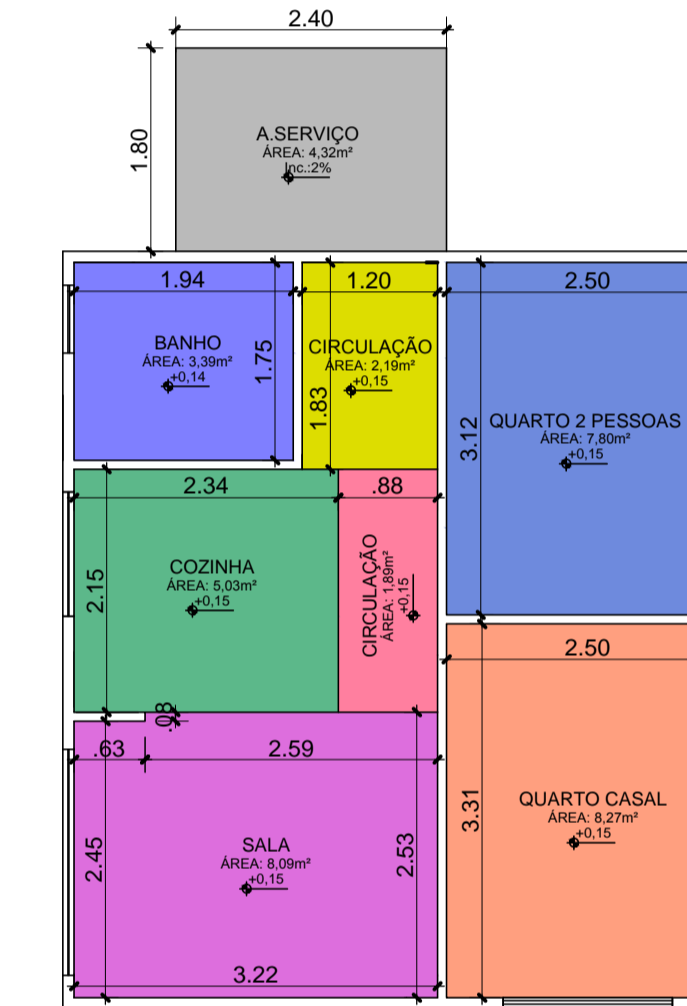 2.40
1.80
A.SERVIÇO
ÁREA: 4,32m²
Inc.:2%
1.94
1.20
2.50
BANHO
ÁREA: 3,39m²
+0,14
1.75
CIRCULAÇÃO
ÁREA: 2,19m²
+0,15
1.83
3.12
QUARTO 2 PESSOAS
ÁREA: 7,80m²
+0,15
2.34
.88
COZINHA
ÁREA: 5,03m²
+0,15
2.15
CIRCULAÇÃO
ÁREA: 1,89m²
+0,15
2.50
.08
.63
2.59
QUARTO CASAL
ÁREA: 8,27m²
+0,15
3.31
SALA
ÁREA: 8,09m²
+0,15
2.45
2.53
3.22